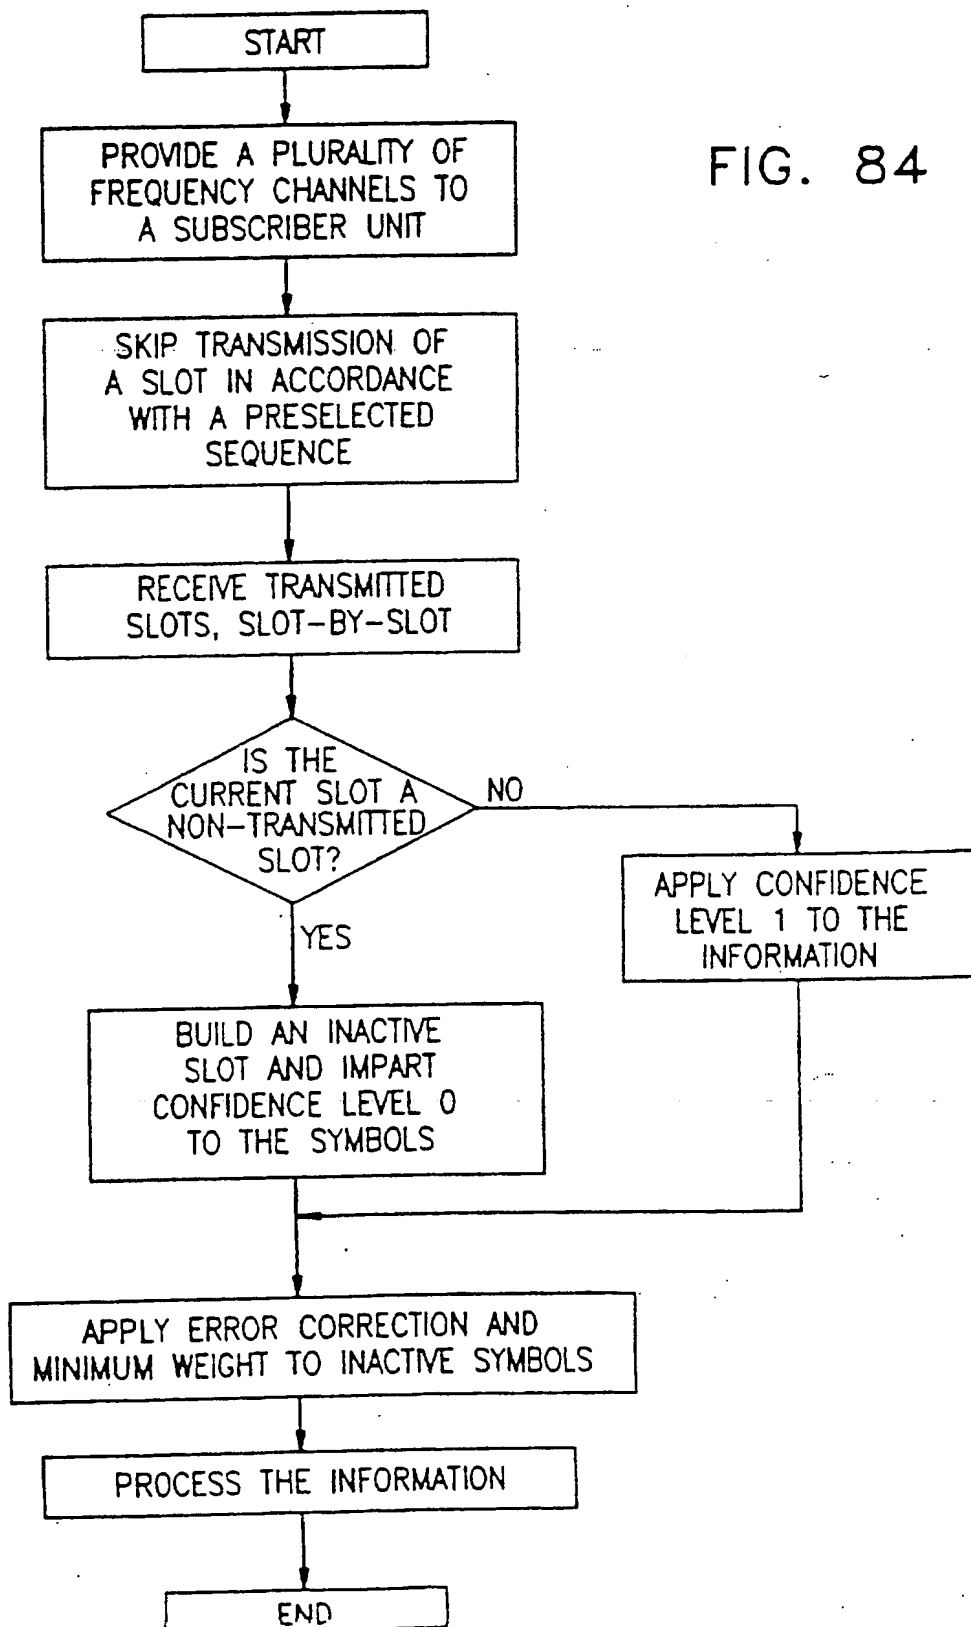 START
PROVIDE A PLURALITY OF
FREQUENCY CHANNELS TO
A SUBSCRIBER UNIT
FIG. 84
SKIP TRANSMISSION OF
A SLOT IN ACCORDANCE
WITH A PRESELECTED
SEQUENCE
RECEIVE TRANSMITTED
SLOTS, SLOT-BY-SLOT
IS THE
CURRENT SLOT A
NON-TRANSMITTED
SLOT?
NO
APPLY CONFIDENCE
LEVEL 1 TO THE
INFORMATION
YES
BUILD AN INACTIVE
SLOT AND IMPART
CONFIDENCE LEVEL 0
TO THE SYMBOLS
APPLY ERROR CORRECTION AND
MINIMUM WEIGHT TO INACTIVE SYMBOLS
PROCESS THE INFORMATION
END